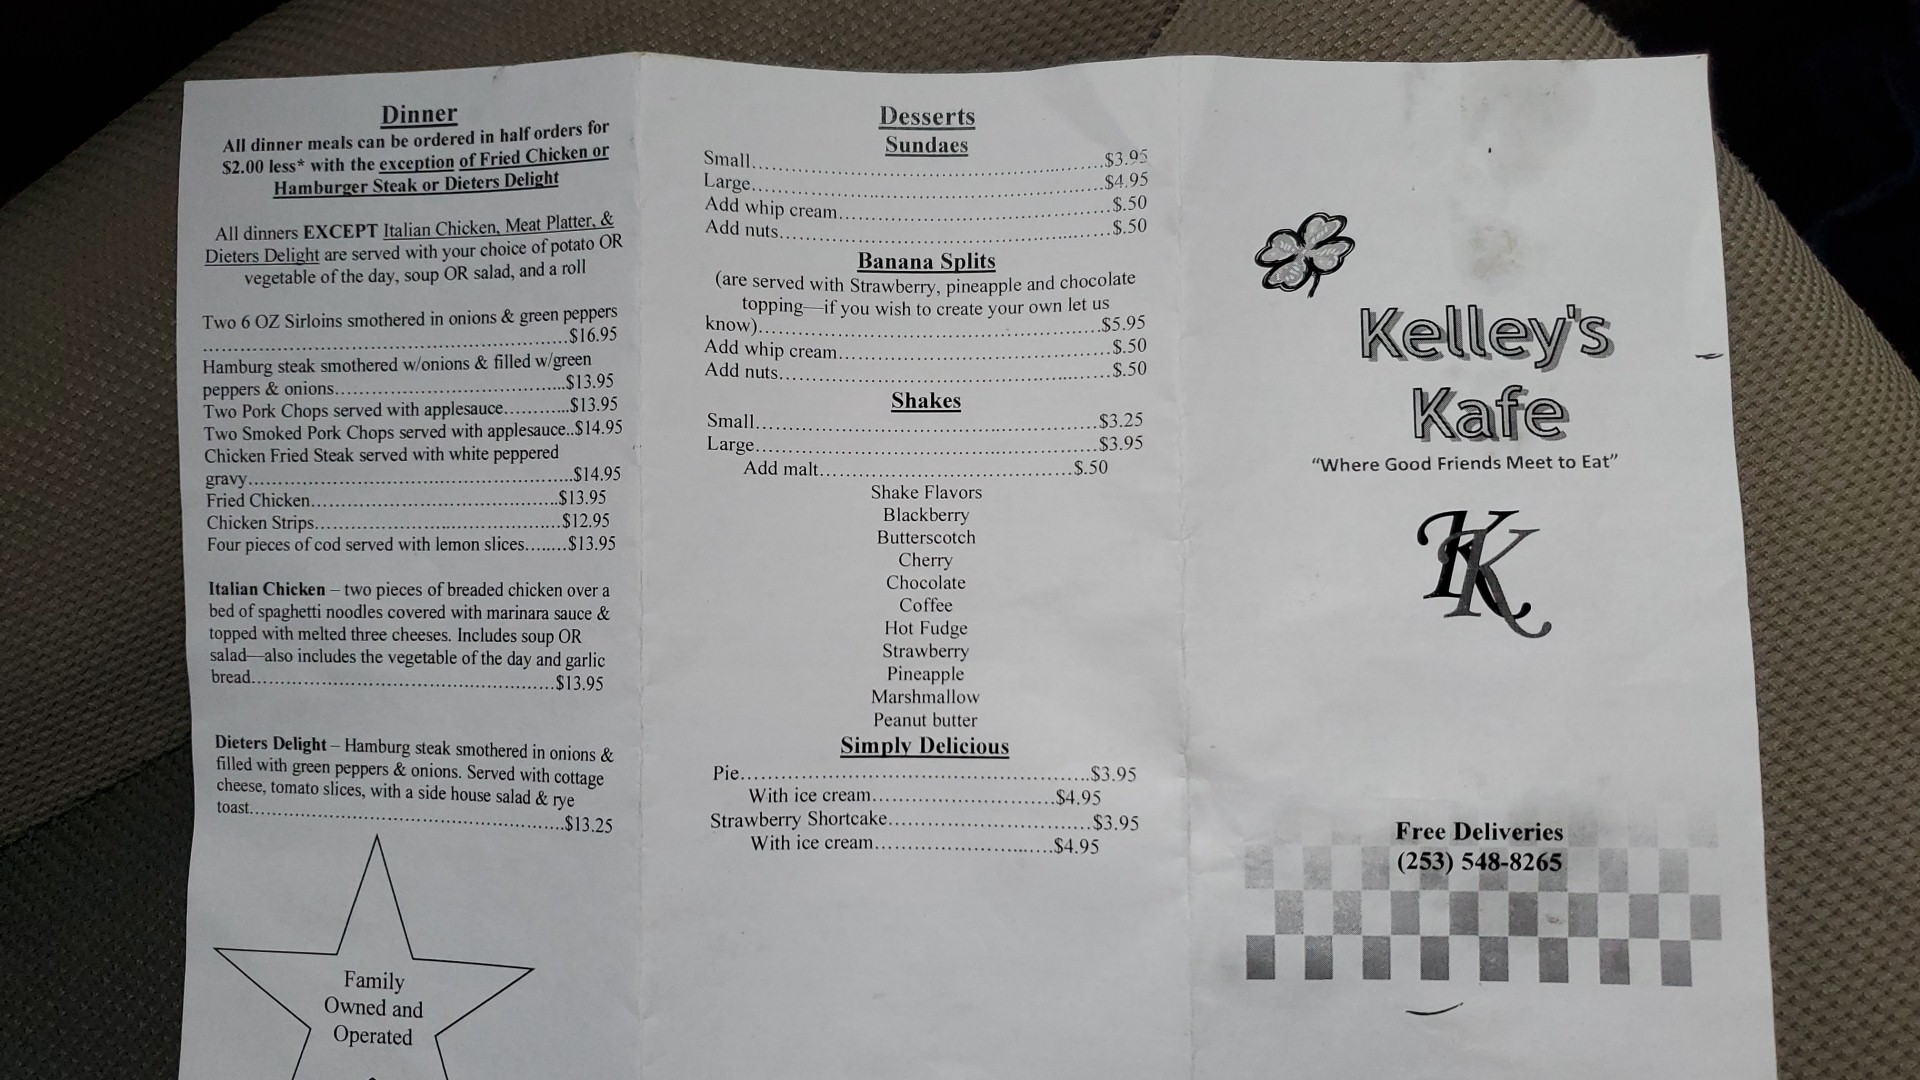 Dinner
All dinner meals can be ordered in half orders for
$2.00 less* with the exception of Fried Chicken or
Hamburger Steak or Dieters Delight
All dinners EXCEPT Italian Chicken, Meat Platter, &
Dieters Delight are served with your choice of potato OR
vegetable of the day, soup OR salad, and a roll
Two 6 OZ Sirloins smothered in onions & green peppers
........................................................................$16.95
Hamburg steak smothered w/onions & filled w/green
peppers & onions.............................................$13.95
Two Pork Chops served with applesauce............$13.95
Two Smoked Pork Chops served with applesauce..$14.95
Chicken Fried Steak served with white peppered
gravy................................................................$14.95
Fried Chicken................................................$13.95
Chicken Strips................................................$12.95
Four pieces of cod served with lemon slices........$13.95
Italian Chicken – two pieces of breaded chicken over a
bed of spaghetti noodles covered with marinara sauce &
topped with melted three cheeses. Includes soup OR
salad—also includes the vegetable of the day and garlic
bread............................................................$13.95
Dieters Delight – Hamburg steak smothered in onions &
filled with green peppers & onions. Served with cottage
cheese, tomato slices, with a side house salad & rye
toast..............................................................$13.25
Family
Owned and
Operated
Desserts
Sundaes
Small......................................................................$3.95
Large......................................................................$4.95
Add whip cream.......................................................$.50
Add nuts..................................................................$.50
Banana Splits
(are served with Strawberry, pineapple and chocolate
topping—if you wish to create your own let us
know)....................................................................$5.95
Add whip cream.......................................................$.50
Add nuts..................................................................$.50
Shakes
Small......................................................................$3.25
Large......................................................................$3.95
Add malt...................................................$.50
Shake Flavors
Blackberry
Butterscotch
Cherry
Chocolate
Coffee
Hot Fudge
Strawberry
Pineapple
Marshmallow
Peanut butter
Simply Delicious
Pie.........................................................................$3.95
With ice cream.....................................$4.95
Strawberry Shortcake.........................................$3.95
With ice cream.....................................$4.95
Kelley's
Kafe
“Where Good Friends Meet to Eat”
KK
Free Deliveries
(253) 548-8265